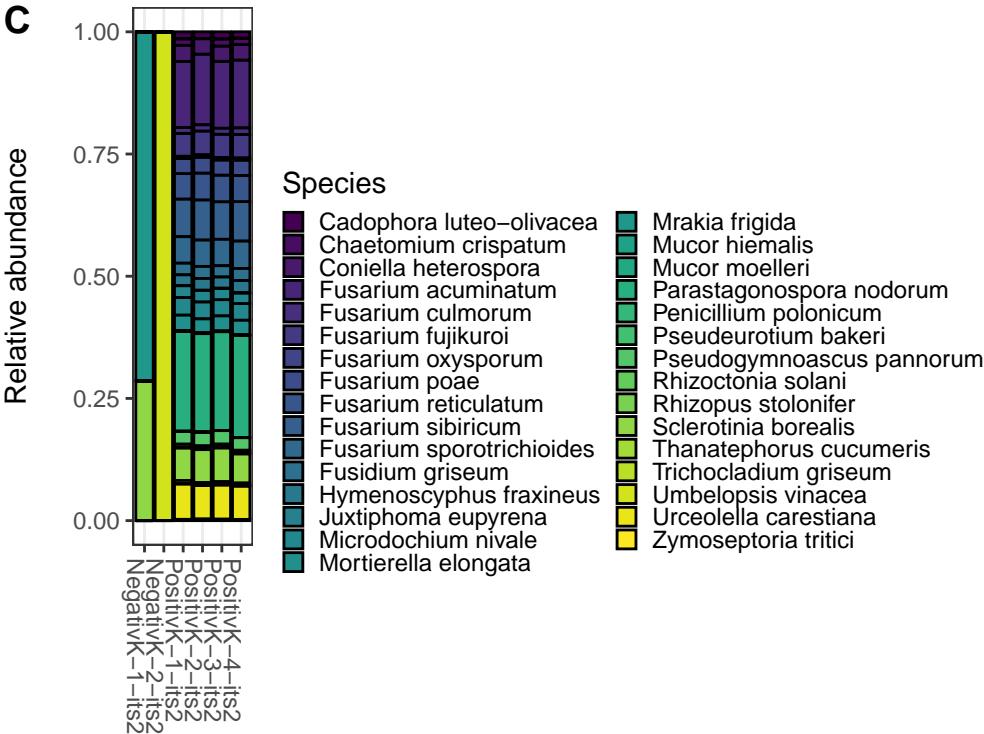 C
Relative abundance
1.00
0.75
0.50
0.25
0.00
NegativK−1−its2
NegativK−2−its2
PositivK−1−its2
PositivK−2−its2
PositivK−3−its2
PositivK−4−its2
Species
Cadophora luteo−olivacea
Chaetomium crispatum
Coniella heterospora
Fusarium acuminatum
Fusarium culmorum
Fusarium fujikuroi
Fusarium oxysporum
Fusarium poae
Fusarium reticulatum
Fusarium sibiricum
Fusarium sporotrichioides
Fusidium griseum
Hymenoscyphus fraxineus
Juxtiphoma eupyrena
Microdochium nivale
Mortierella elongata
Mrakia frigida
Mucor hiemalis
Mucor moelleri
Parastagonospora nodorum
Penicillium polonicum
Pseudeurotium bakeri
Pseudogymnoascus pannorum
Rhizoctonia solani
Rhizopus stolonifer
Sclerotinia borealis
Thanatephorus cucumeris
Trichocladium griseum
Umbelopsis vinacea
Urceolella carestiana
Zymoseptoria tritici